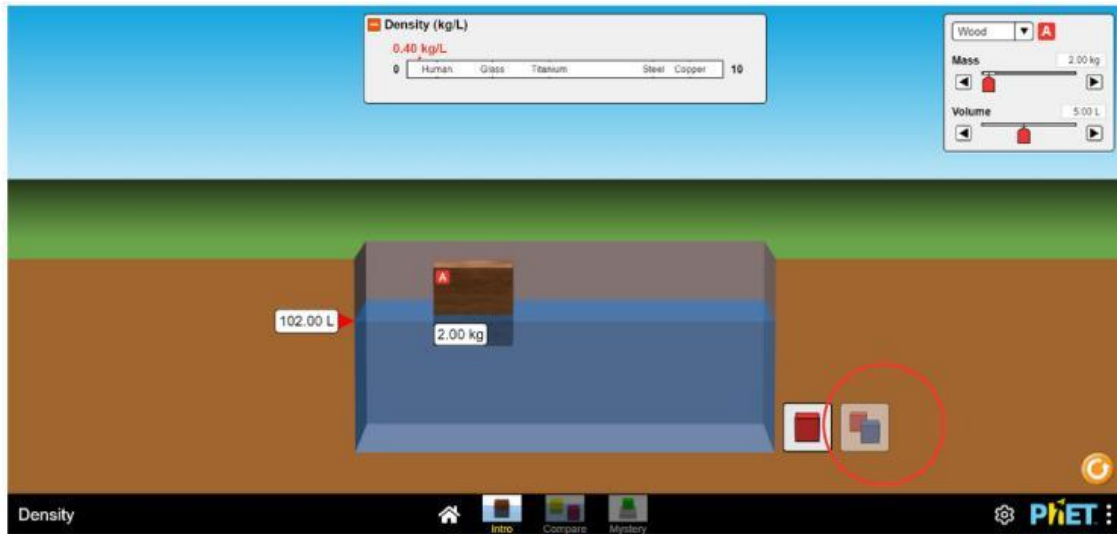 Density (kg/L)
0.40 kg/L
0 Human Glass Titanium Steel Copper 10
Wood A
Mass 2.00 kg
Volume 5.00 L
A
102.00 L
2.00 kg
Density
Intro Compare Mystery
PhET